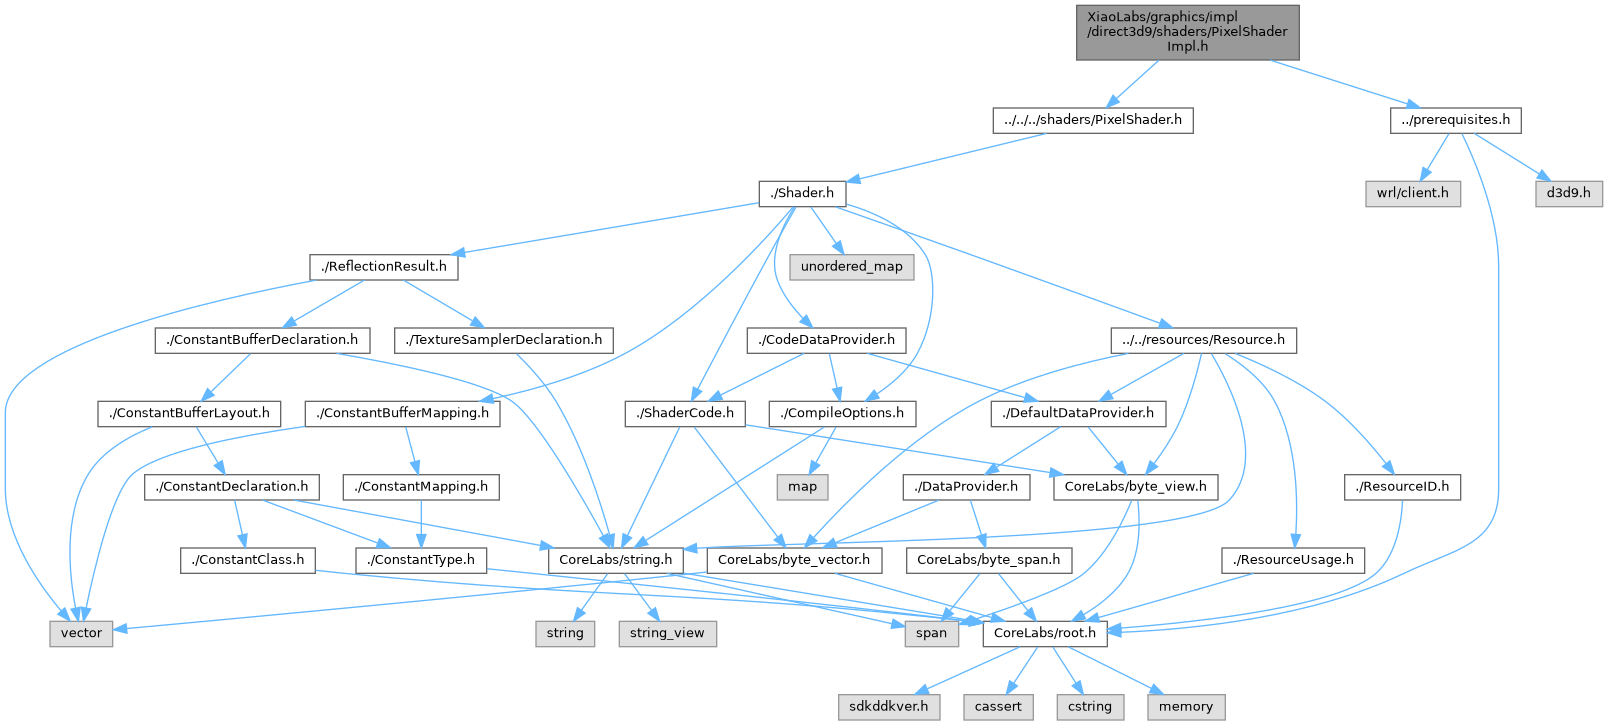 XiaoLabs/graphics/impl
/direct3d9/shaders/PixelShader
Impl.h
../../../shaders/PixelShader.h
../prerequisites.h
./Shader.h
wrl/client.h
d3d9.h
./ReflectionResult.h
unordered_map
./ConstantBufferDeclaration.h
./TextureSamplerDeclaration.h
./CodeDataProvider.h
../../resources/Resource.h
./ConstantBufferLayout.h
./ConstantBufferMapping.h
./ShaderCode.h
./CompileOptions.h
./DefaultDataProvider.h
./ConstantDeclaration.h
./ConstantMapping.h
map
./DataProvider.h
CoreLabs/byte_view.h
./ResourceID.h
./ConstantClass.h
./ConstantType.h
CoreLabs/string.h
CoreLabs/byte_vector.h
CoreLabs/byte_span.h
./ResourceUsage.h
vector
string
string_view
span
CoreLabs/root.h
sdkddkver.h
cassert
cstring
memory